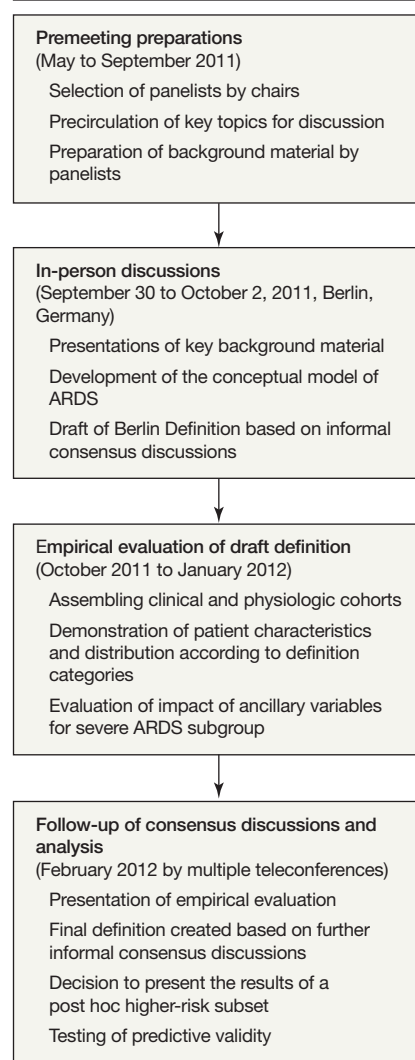 Premeeting preparations
(May to September 2011)
Selection of panelists by chairs
Precirculation of key topics for discussion
Preparation of background material by
panelists
In-person discussions
(September 30 to October 2, 2011, Berlin,
Germany)
Presentations of key background material
Development of the conceptual model of
ARDS
Draft of Berlin Definition based on informal
consensus discussions
Empirical evaluation of draft definition
(October 2011 to January 2012)
Assembling clinical and physiologic cohorts
Demonstration of patient characteristics
and distribution according to definition
categories
Evaluation of impact of ancillary variables
for severe ARDS subgroup
Follow-up of consensus discussions and
analysis
(February 2012 by multiple teleconferences)
Presentation of empirical evaluation
Final definition created based on further
informal consensus discussions
Decision to present the results of a
post hoc higher-risk subset
Testing of predictive validity